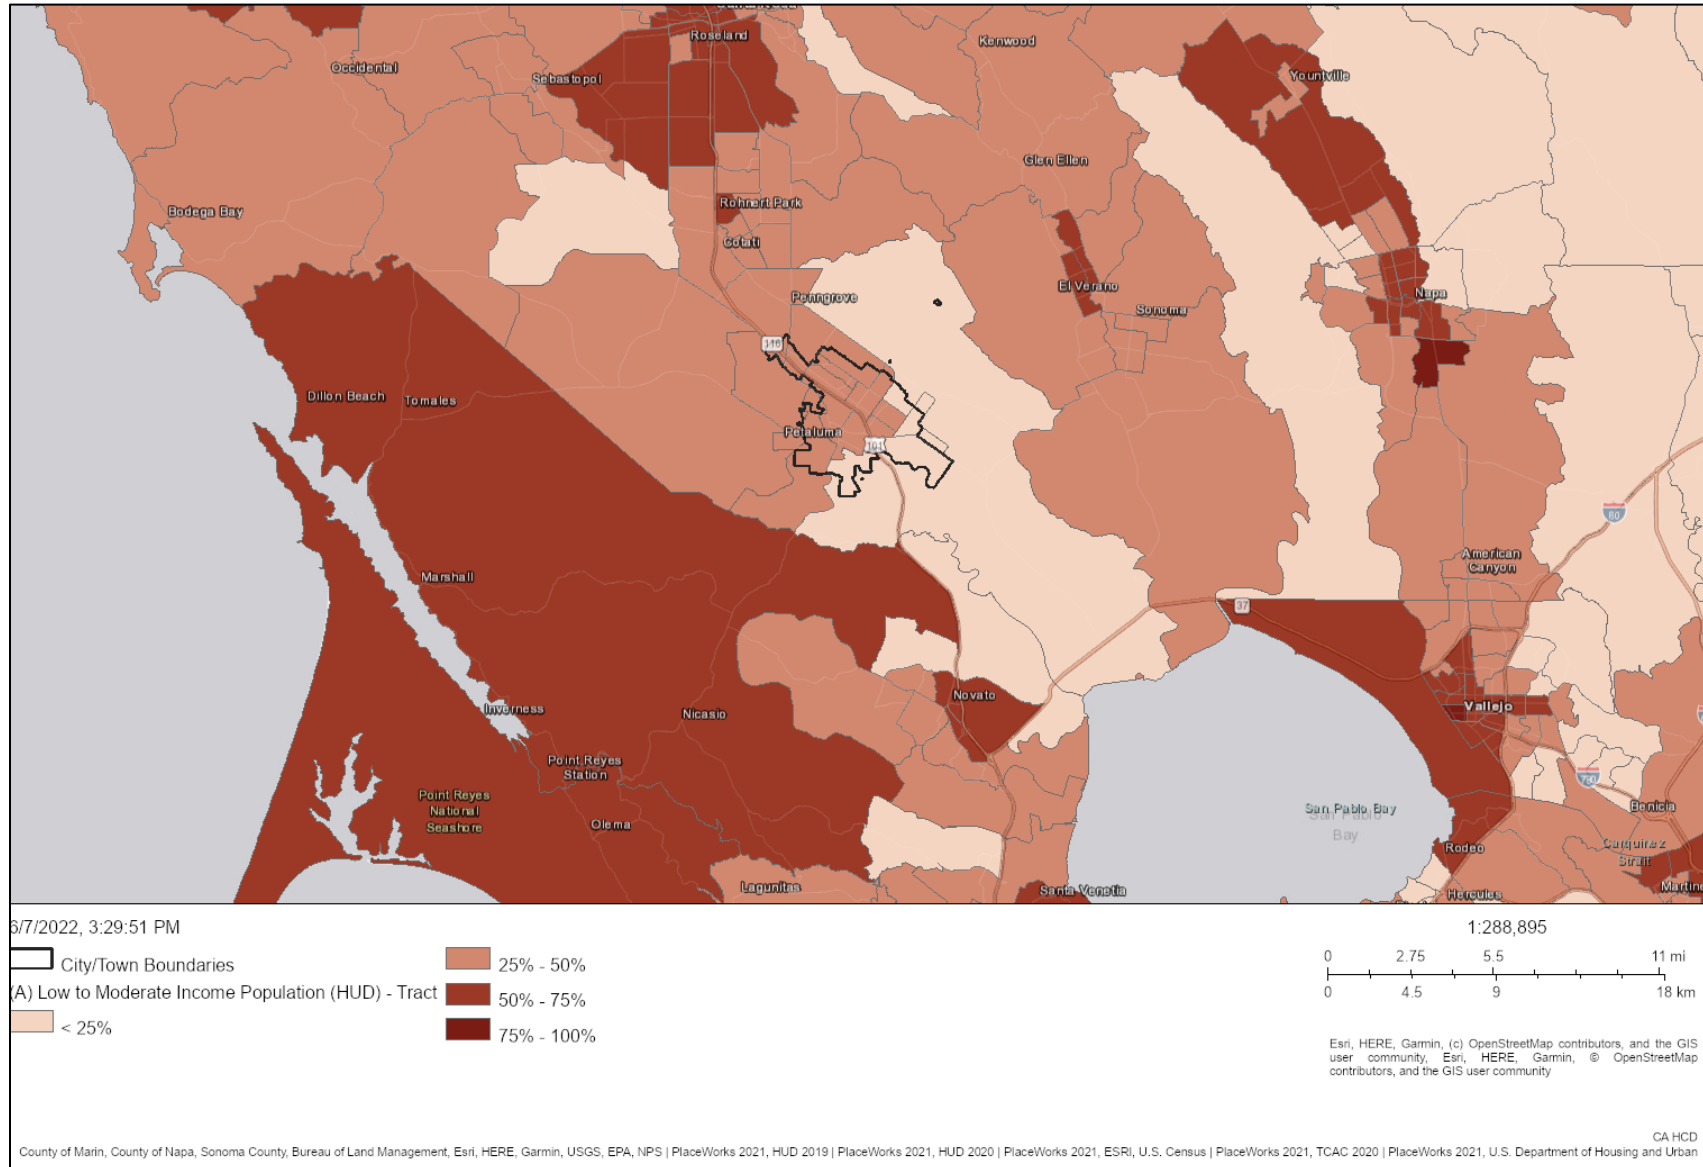 Roseland
Kenwood
Occidental
Sebastopol
Yountville
Glen Ellen
Rohnert Park
Bodega Bay
Cotati
El Verano
Napa
Penngrove
Sonoma
116
Dillon Beach
Tomales
Petaluma
101
80
American
Canyon
Marshall
37
Novato
Inverness
Nicasio
Vallejo
Point Reyes
Station
780
Point Reyes
National
Seashore
Olema
San Pablo Bay
San Pablo
Bay
Benicia
Carquinez
Strait
Rodeo
Lagunitas
Santa Venetia
Hercules
Martine
6/7/2022, 3:29:51 PM
City/Town Boundaries
(A) Low to Moderate Income Population (HUD) - Tract
< 25%
25% - 50%
50% - 75%
75% - 100%
1:288,895
0 2.75 5.5 11 mi
0 4.5 9 18 km
Esri, HERE, Garmin, (c) OpenStreetMap contributors, and the GIS
user community, Esri, HERE, Garmin, © OpenStreetMap
contributors, and the GIS user community
CA HCD
County of Marin, County of Napa, Sonoma County, Bureau of Land Management, Esri, HERE, Garmin, USGS, EPA, NPS | PlaceWorks 2021, HUD 2019 | PlaceWorks 2021, HUD 2020 | PlaceWorks 2021, ESRI, U.S. Census | PlaceWorks 2021, TCAC 2020 | PlaceWorks 2021, U.S. Department of Housing and Urban